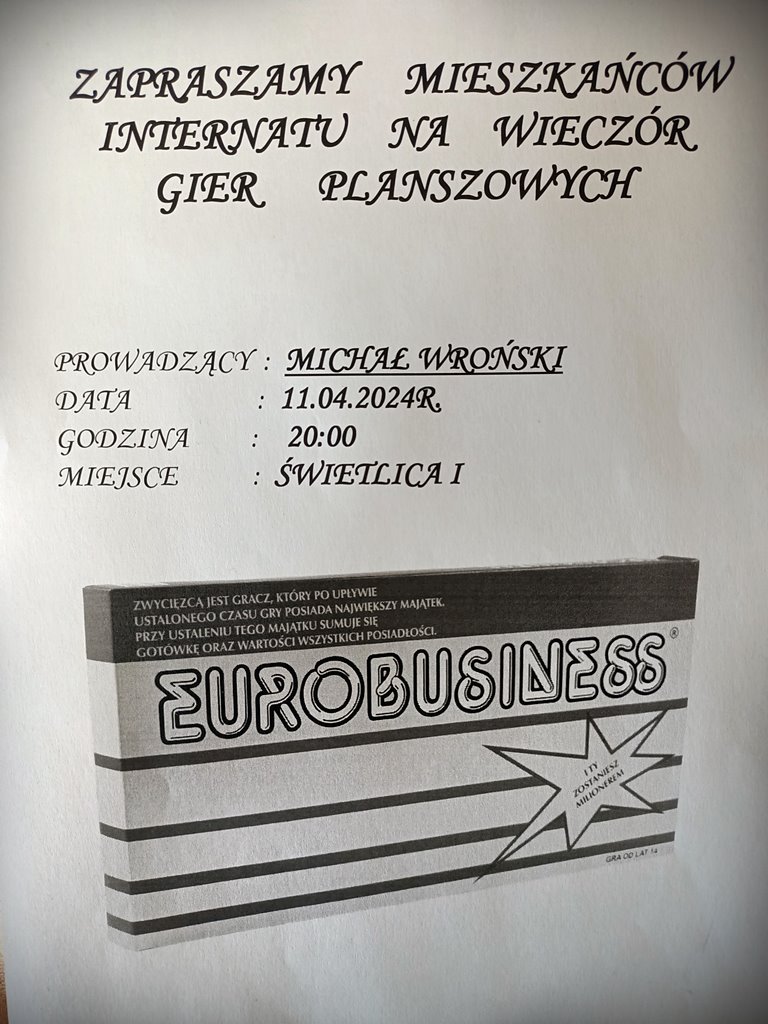 ZAPRASZAMY MIESZKAŃCÓW
INTERNATU NA WIECZÓR
GIER PLANSZOWYCH
PROWADZĄCY : MICHAŁ WROŃSKI
DATA : 11.04.2024R.
GODZINA : 20:00
MIEJSCE : ŚWIETLICA I
ZWYCIĘZCĄ JEST GRACZ, KTÓRY PO UPŁYWIE
USTALONEGO CZASU GRY POSIADA NAJWIĘKSZY MAJĄTEK.
PRZY USTALENIU TEGO MAJĄTKU SUMUJE SIĘ
GOTÓWKĘ ORAZ WARTOŚCI WSZYSTKICH POSIADŁOŚCI.
EUROBUSINESS®
I TY
ZOSTANIESZ
MILIONEREM
GRA OD LAT 14